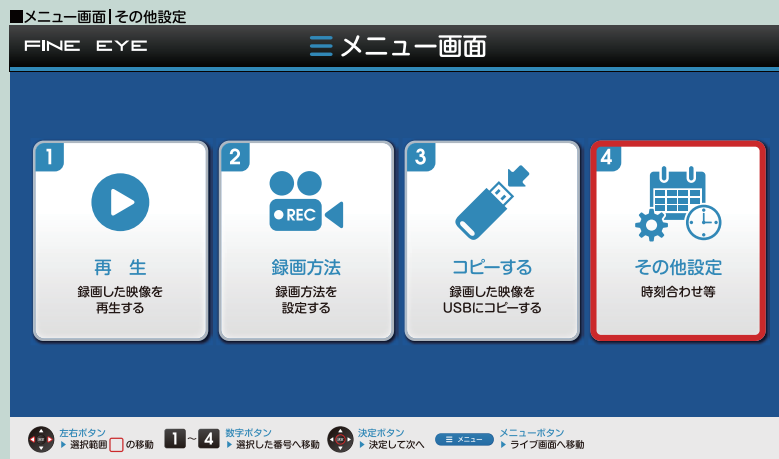 ■メニュー画面|その他設定
FINE EYE
メニュー画面
1
再 生
録画した映像を
再生する
2
REC
録画方法
録画方法を
設定する
3
コピーする
録画した映像を
USBにコピーする
4
その他設定
時刻合わせ等
左右ボタン
選択範囲 の移動
1~4
数字ボタン
選択した番号へ移動
決定ボタン
決定して次へ
メニュー
メニューボタン
ライブ画面へ移動